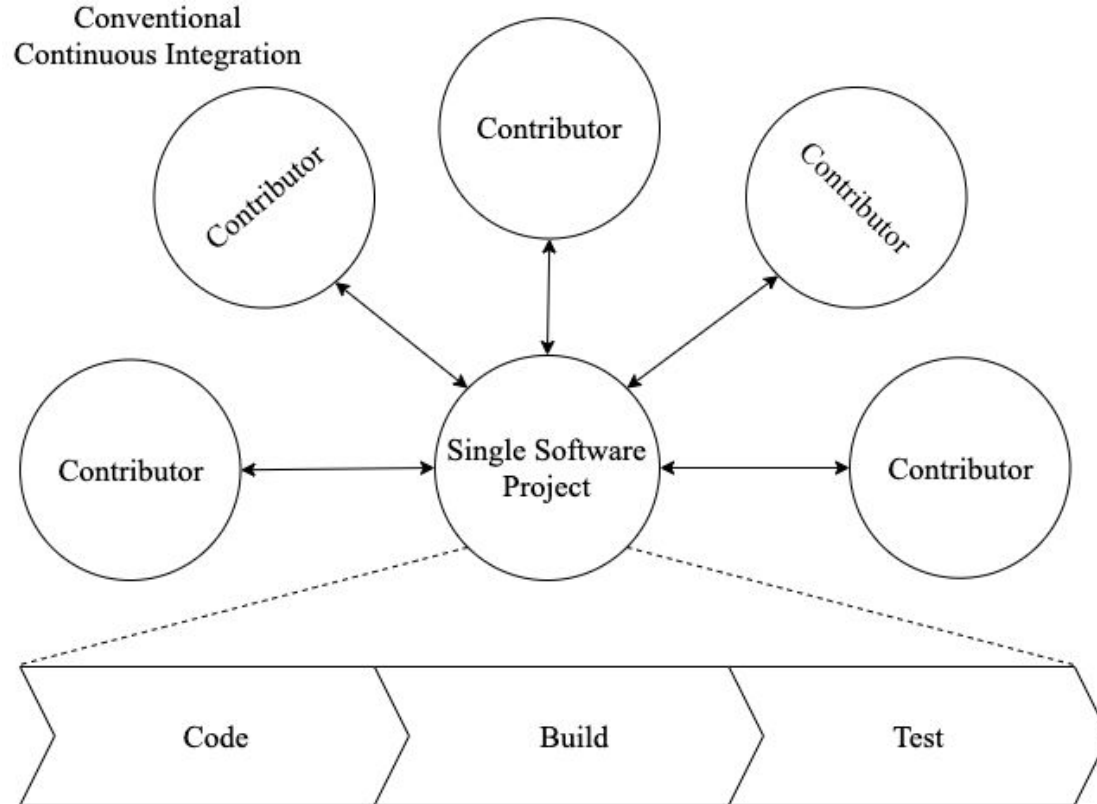 Conventional
Continuous Integration
Contributor
Contributor
Contributor
Contributor
Single Software
Project
Contributor
Code
Build
Test